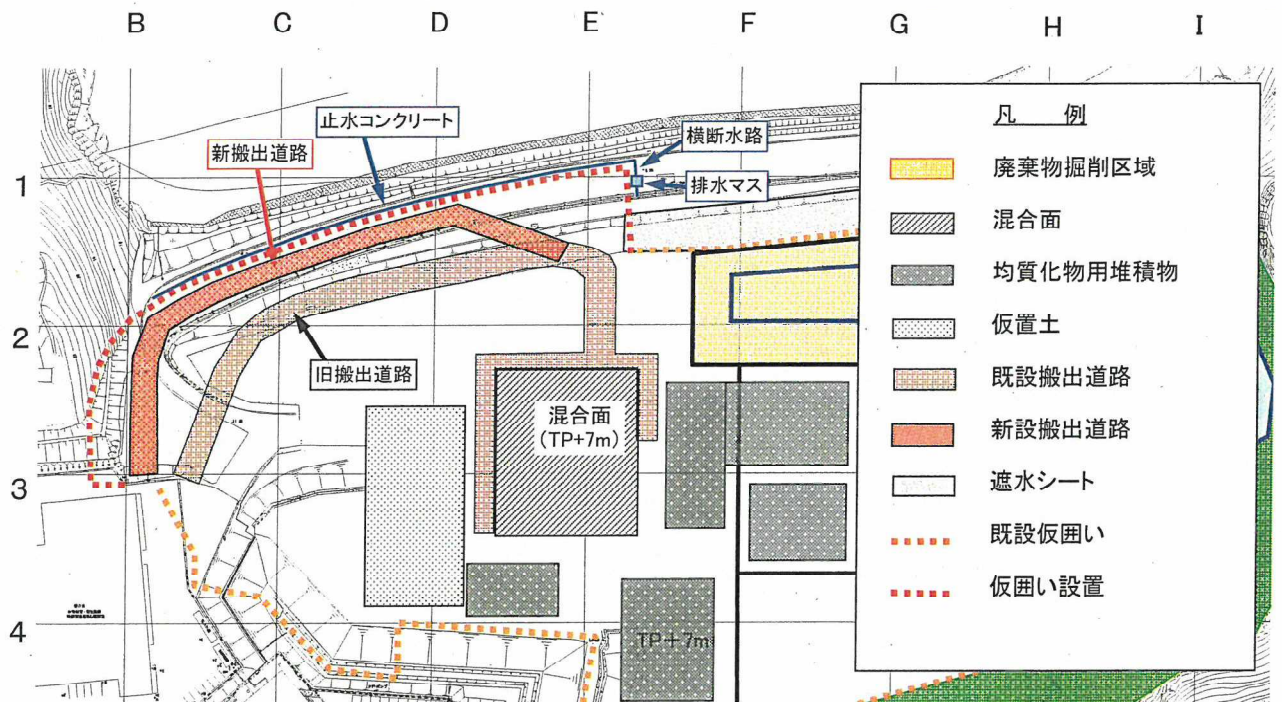 B C D E F G H I
1
2
3
4
新搬出道路
止水コンクリート
横断水路
排水マス
旧搬出道路
混合面
(TP+7m)
TP+7m
凡 例
廃棄物掘削区域
混合面
均質化物用堆積物
仮置土
既設搬出道路
新設搬出道路
遮水シート
既設仮囲い
仮囲い設置